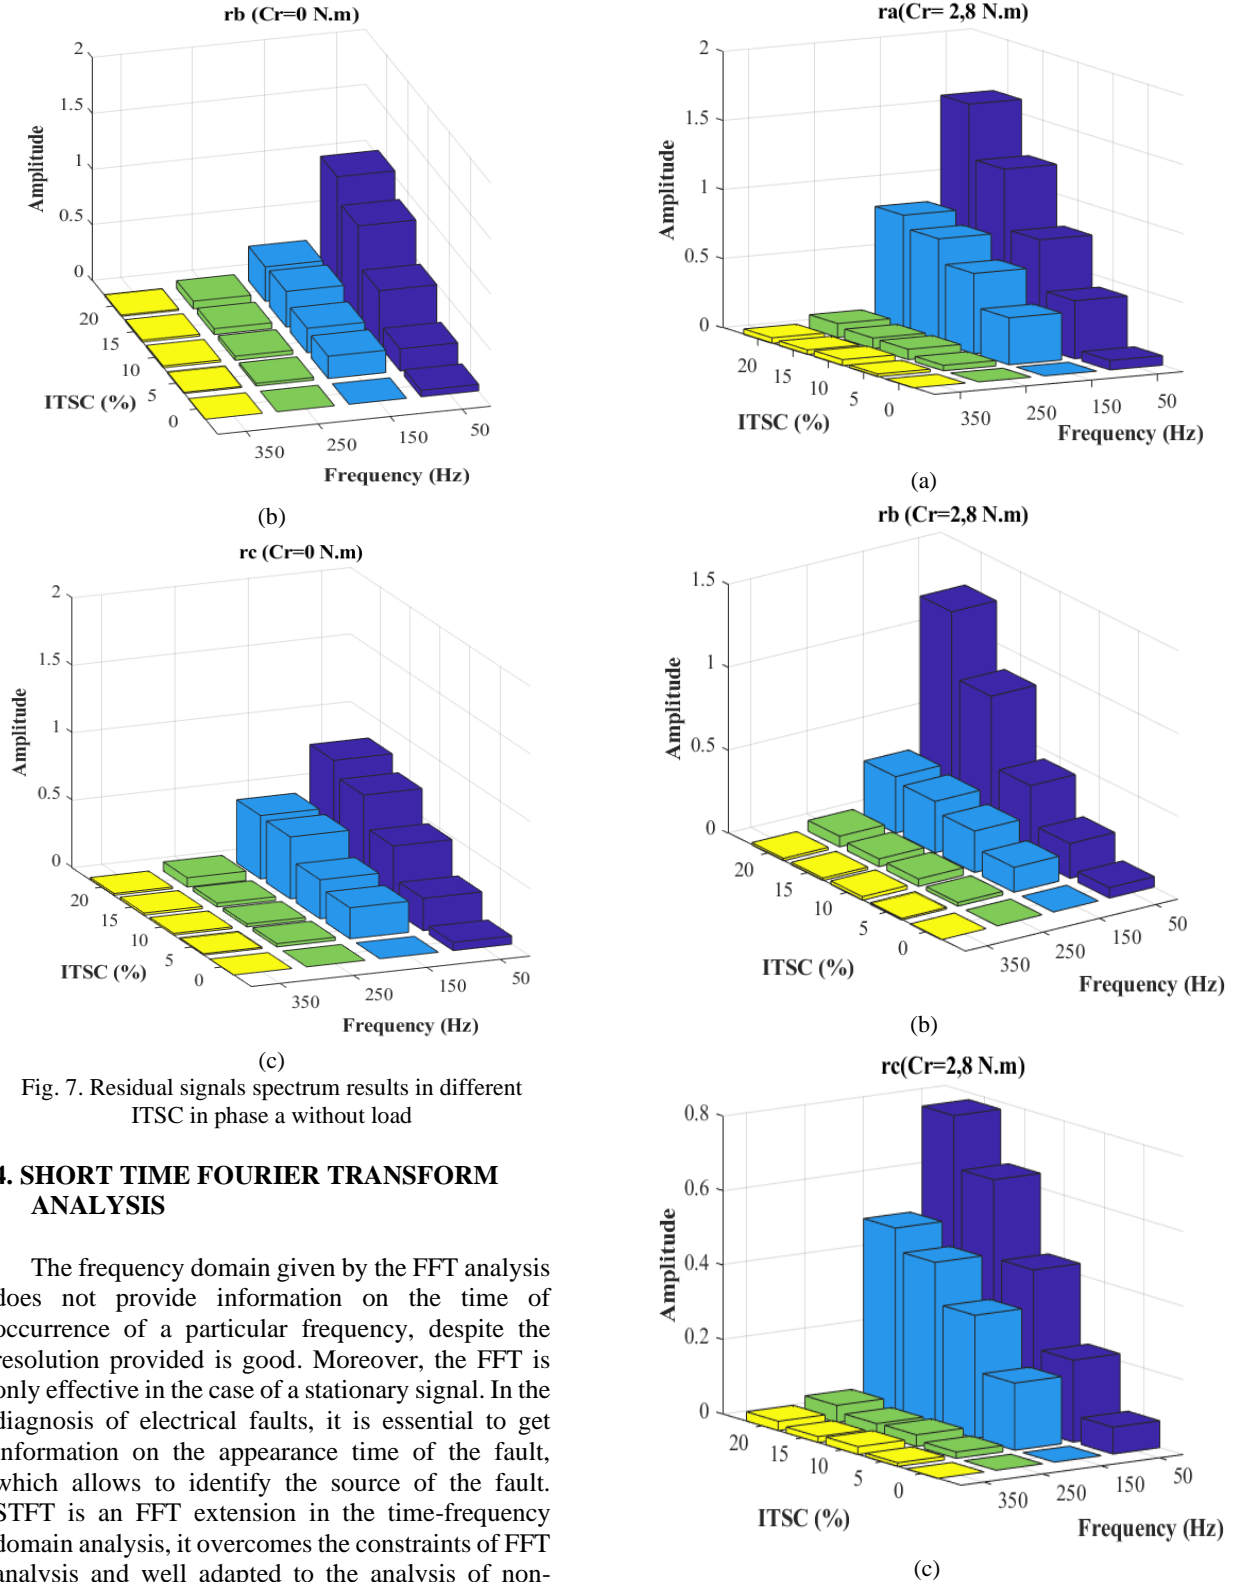 rb (Cr=0 N.m)
2
1.5
1
0.5
0
Amplitude
20
15
10
5
0
ITSC (%)
350
250
150
50
Frequency (Hz)
(b)
rc (Cr=0 N.m)
2
1.5
1
0.5
0
Amplitude
20
15
10
5
0
ITSC (%)
350
250
150
50
Frequency (Hz)
(c)
Fig. 7. Residual signals spectrum results in different
ITSC in phase a without load
4. SHORT TIME FOURIER TRANSFORM
ANALYSIS
The frequency domain given by the FFT analysis
does not provide information on the time of
occurrence of a particular frequency, despite the
resolution provided is good. Moreover, the FFT is
only effective in the case of a stationary signal. In the
diagnosis of electrical faults, it is essential to get
information on the appearance time of the fault,
which allows to identify the source of the fault.
STFT is an FFT extension in the time-frequency
domain analysis, it overcomes the constraints of FFT
analysis and well adapted to the analysis of non-
ra(Cr= 2,8 N.m)
2
1.5
1
0.5
0
Amplitude
20
15
10
5
0
ITSC (%)
350
250
150
50
Frequency (Hz)
(a)
rb (Cr=2,8 N.m)
1.5
1
0.5
0
Amplitude
20
15
10
5
0
ITSC (%)
350
250
150
50
Frequency (Hz)
(b)
rc(Cr=2,8 N.m)
0.8
0.6
0.4
0.2
0
Amplitude
20
15
10
5
0
ITSC (%)
350
250
150
50
Frequency (Hz)
(c)